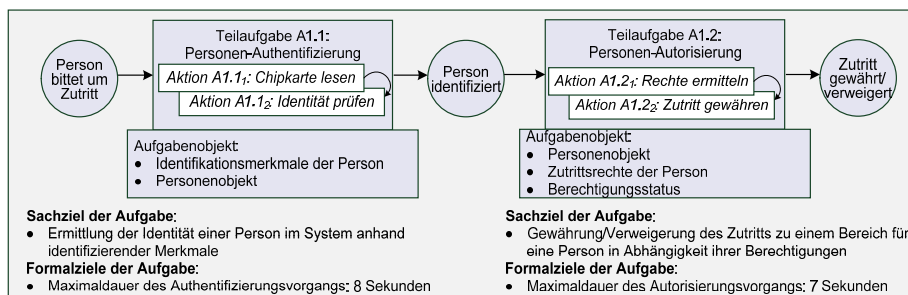 Person
bittet um
Zutritt
Teilaufgabe A1.1:
Personen-Authentifizierung
Aktion A1.1₁: Chipkarte lesen
Aktion A1.1₂: Identität prüfen
Aufgabenobjekt:
● Identifikationsmerkmale der Person
● Personenobjekt
Person
identifiziert
Teilaufgabe A1.2:
Personen-Autorisierung
Aktion A1.2₁: Rechte ermitteln
Aktion A1.2₂: Zutritt gewähren
Aufgabenobjekt:
● Personenobjekt
● Zutrittsrechte der Person
● Berechtigungsstatus
Zutritt
gewährt/
verweigert
Sachziel der Aufgabe:
● Ermittlung der Identität einer Person im System anhand
identifizierender Merkmale
Formalziele der Aufgabe:
● Maximaldauer des Authentifizierungsvorgangs: 8 Sekunden
Sachziel der Aufgabe:
● Gewährung/Verweigerung des Zutritts zu einem Bereich für
eine Person in Abhängigkeit ihrer Berechtigungen
Formalziele der Aufgabe:
● Maximaldauer des Autorisierungsvorgangs: 7 Sekunden